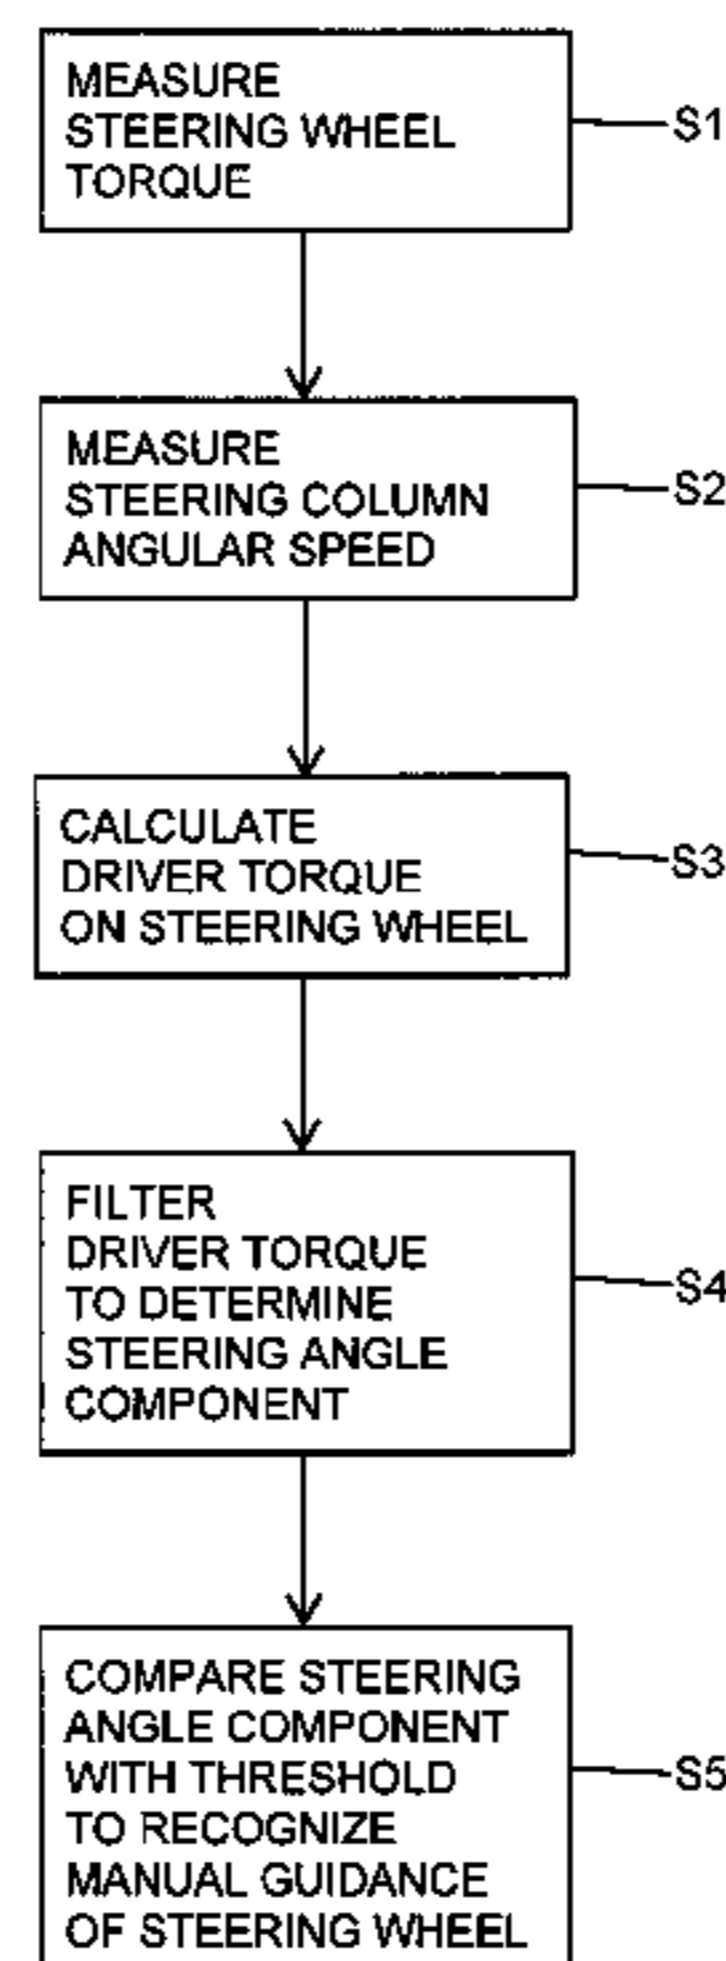 MEASURE
STEERING WHEEL
TORQUE
S1
MEASURE
STEERING COLUMN
ANGULAR SPEED
S2
CALCULATE
DRIVER TORQUE
ON STEERING WHEEL
S3
FILTER
DRIVER TORQUE
TO DETERMINE
STEERING ANGLE
COMPONENT
S4
COMPARE STEERING
ANGLE COMPONENT
WITH THRESHOLD
TO RECOGNIZE
MANUAL GUIDANCE
OF STEERING WHEEL
S5